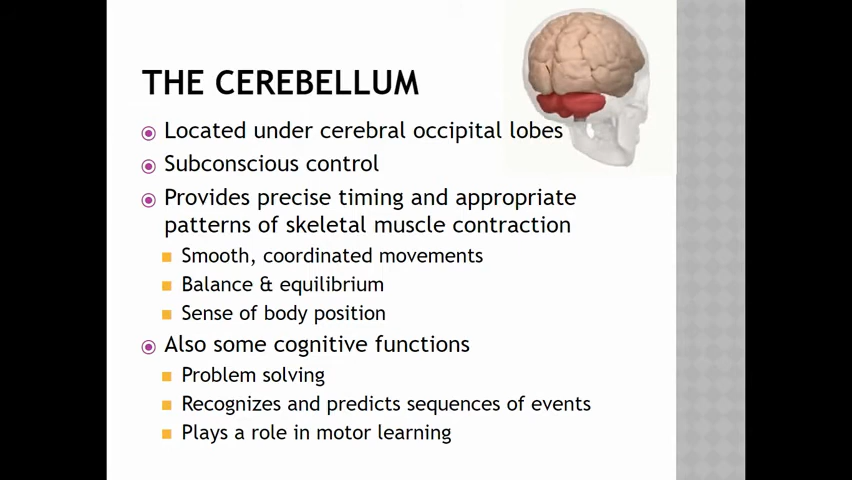 THE CEREBELLUM
Located under cerebral occipital lobes
Subconscious control
Provides precise timing and appropriate
patterns of skeletal muscle contraction
Smooth, coordinated movements
Balance & equilibrium
Sense of body position
Also some cognitive functions
Problem solving
Recognizes and predicts sequences of events
Plays a role in motor learning